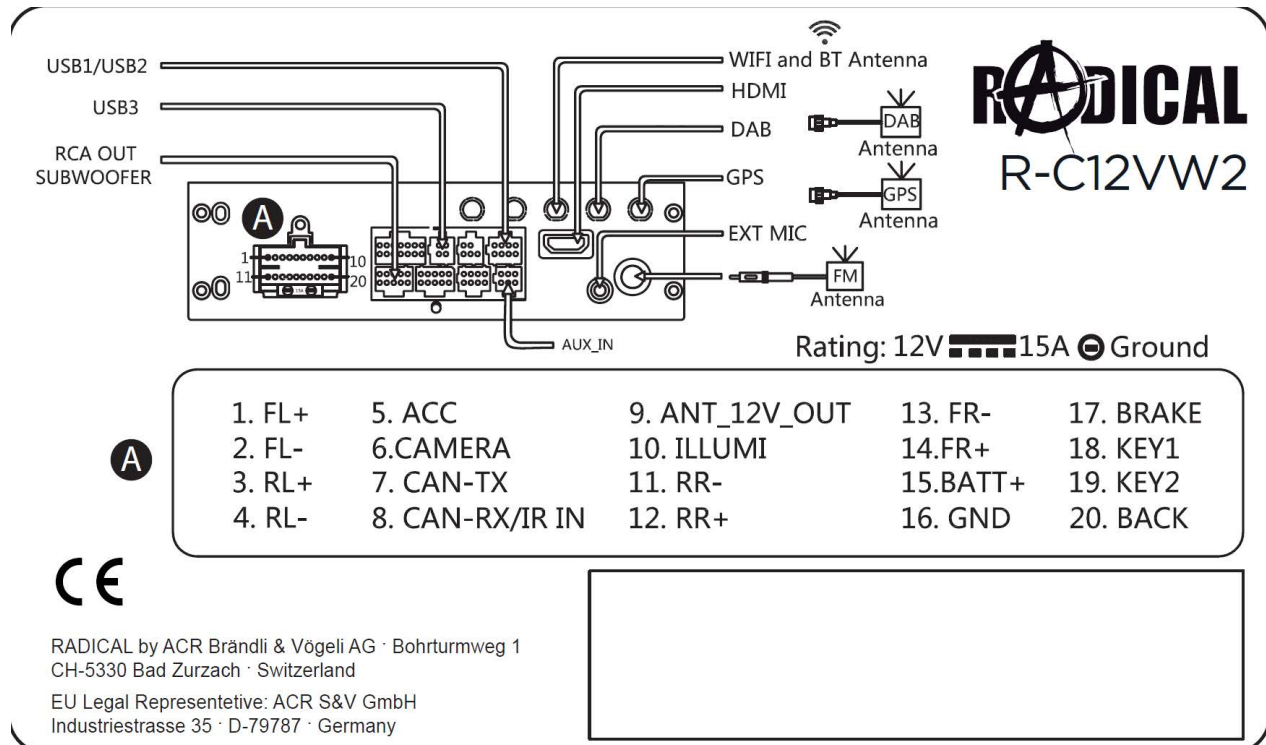 USB1/USB2
USB3
RCA OUT
SUBWOOFER
WIFI and BT Antenna
HDMI
DAB
GPS
EXT MIC
DAB
Antenna
GPS
Antenna
FM
Antenna
RADICAL
R-C12VW2
A
1
10
11
20
15A
AUX_IN
Rating: 12V 15A Ground
A
1. FL+ 5. ACC 9. ANT_12V_OUT 13. FR- 17. BRAKE
2. FL- 6.CAMERA 10. ILLUMI 14.FR+ 18. KEY1
3. RL+ 7. CAN-TX 11. RR- 15.BATT+ 19. KEY2
4. RL- 8. CAN-RX/IR IN 12. RR+ 16. GND 20. BACK
CE
RADICAL by ACR Brändli & Vögeli AG · Bohrturmweg 1
CH-5330 Bad Zurzach · Switzerland
EU Legal Representetive: ACR S&V GmbH
Industriestrasse 35 · D-79787 · Germany